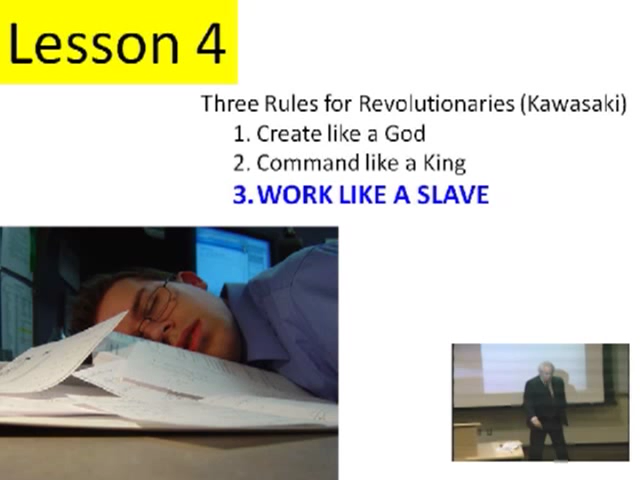 Lesson 4
Three Rules for Revolutionaries (Kawasaki)
1. Create like a God
2. Command like a King
3. WORK LIKE A SLAVE